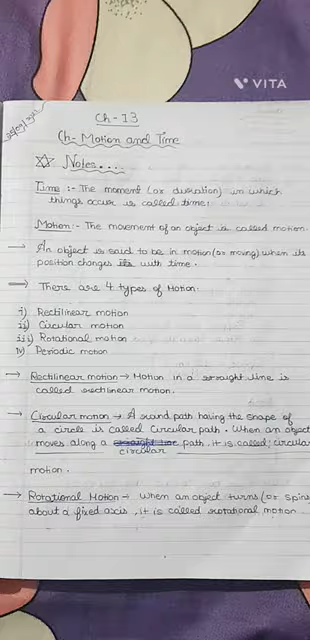 VITA
Ch - 13
Ch- Motion and Time
Notes....
Time :- The moment (or duration) in which
things occur is called time.
Motion:- The movement of an object is called motion.
→ An object is said to be in motion (or moving) when its
position changes its with time.
⇒ There are 4 types of Motion.
i) Rectilinear motion
ii) Circular motion
iii) Rotational motion
iv) Periodic motion
→ Rectilinear motion → Motion in a straight line is
called rectilinear motion.
→ Circular motion → A round path having the shape of
a circle is called circular path. When an object
moves along a straight line path, it is called circular
circular
motion.
→ Rotational Motion - When an object turns (or spins
about a fixed axis, it is called rotational motion